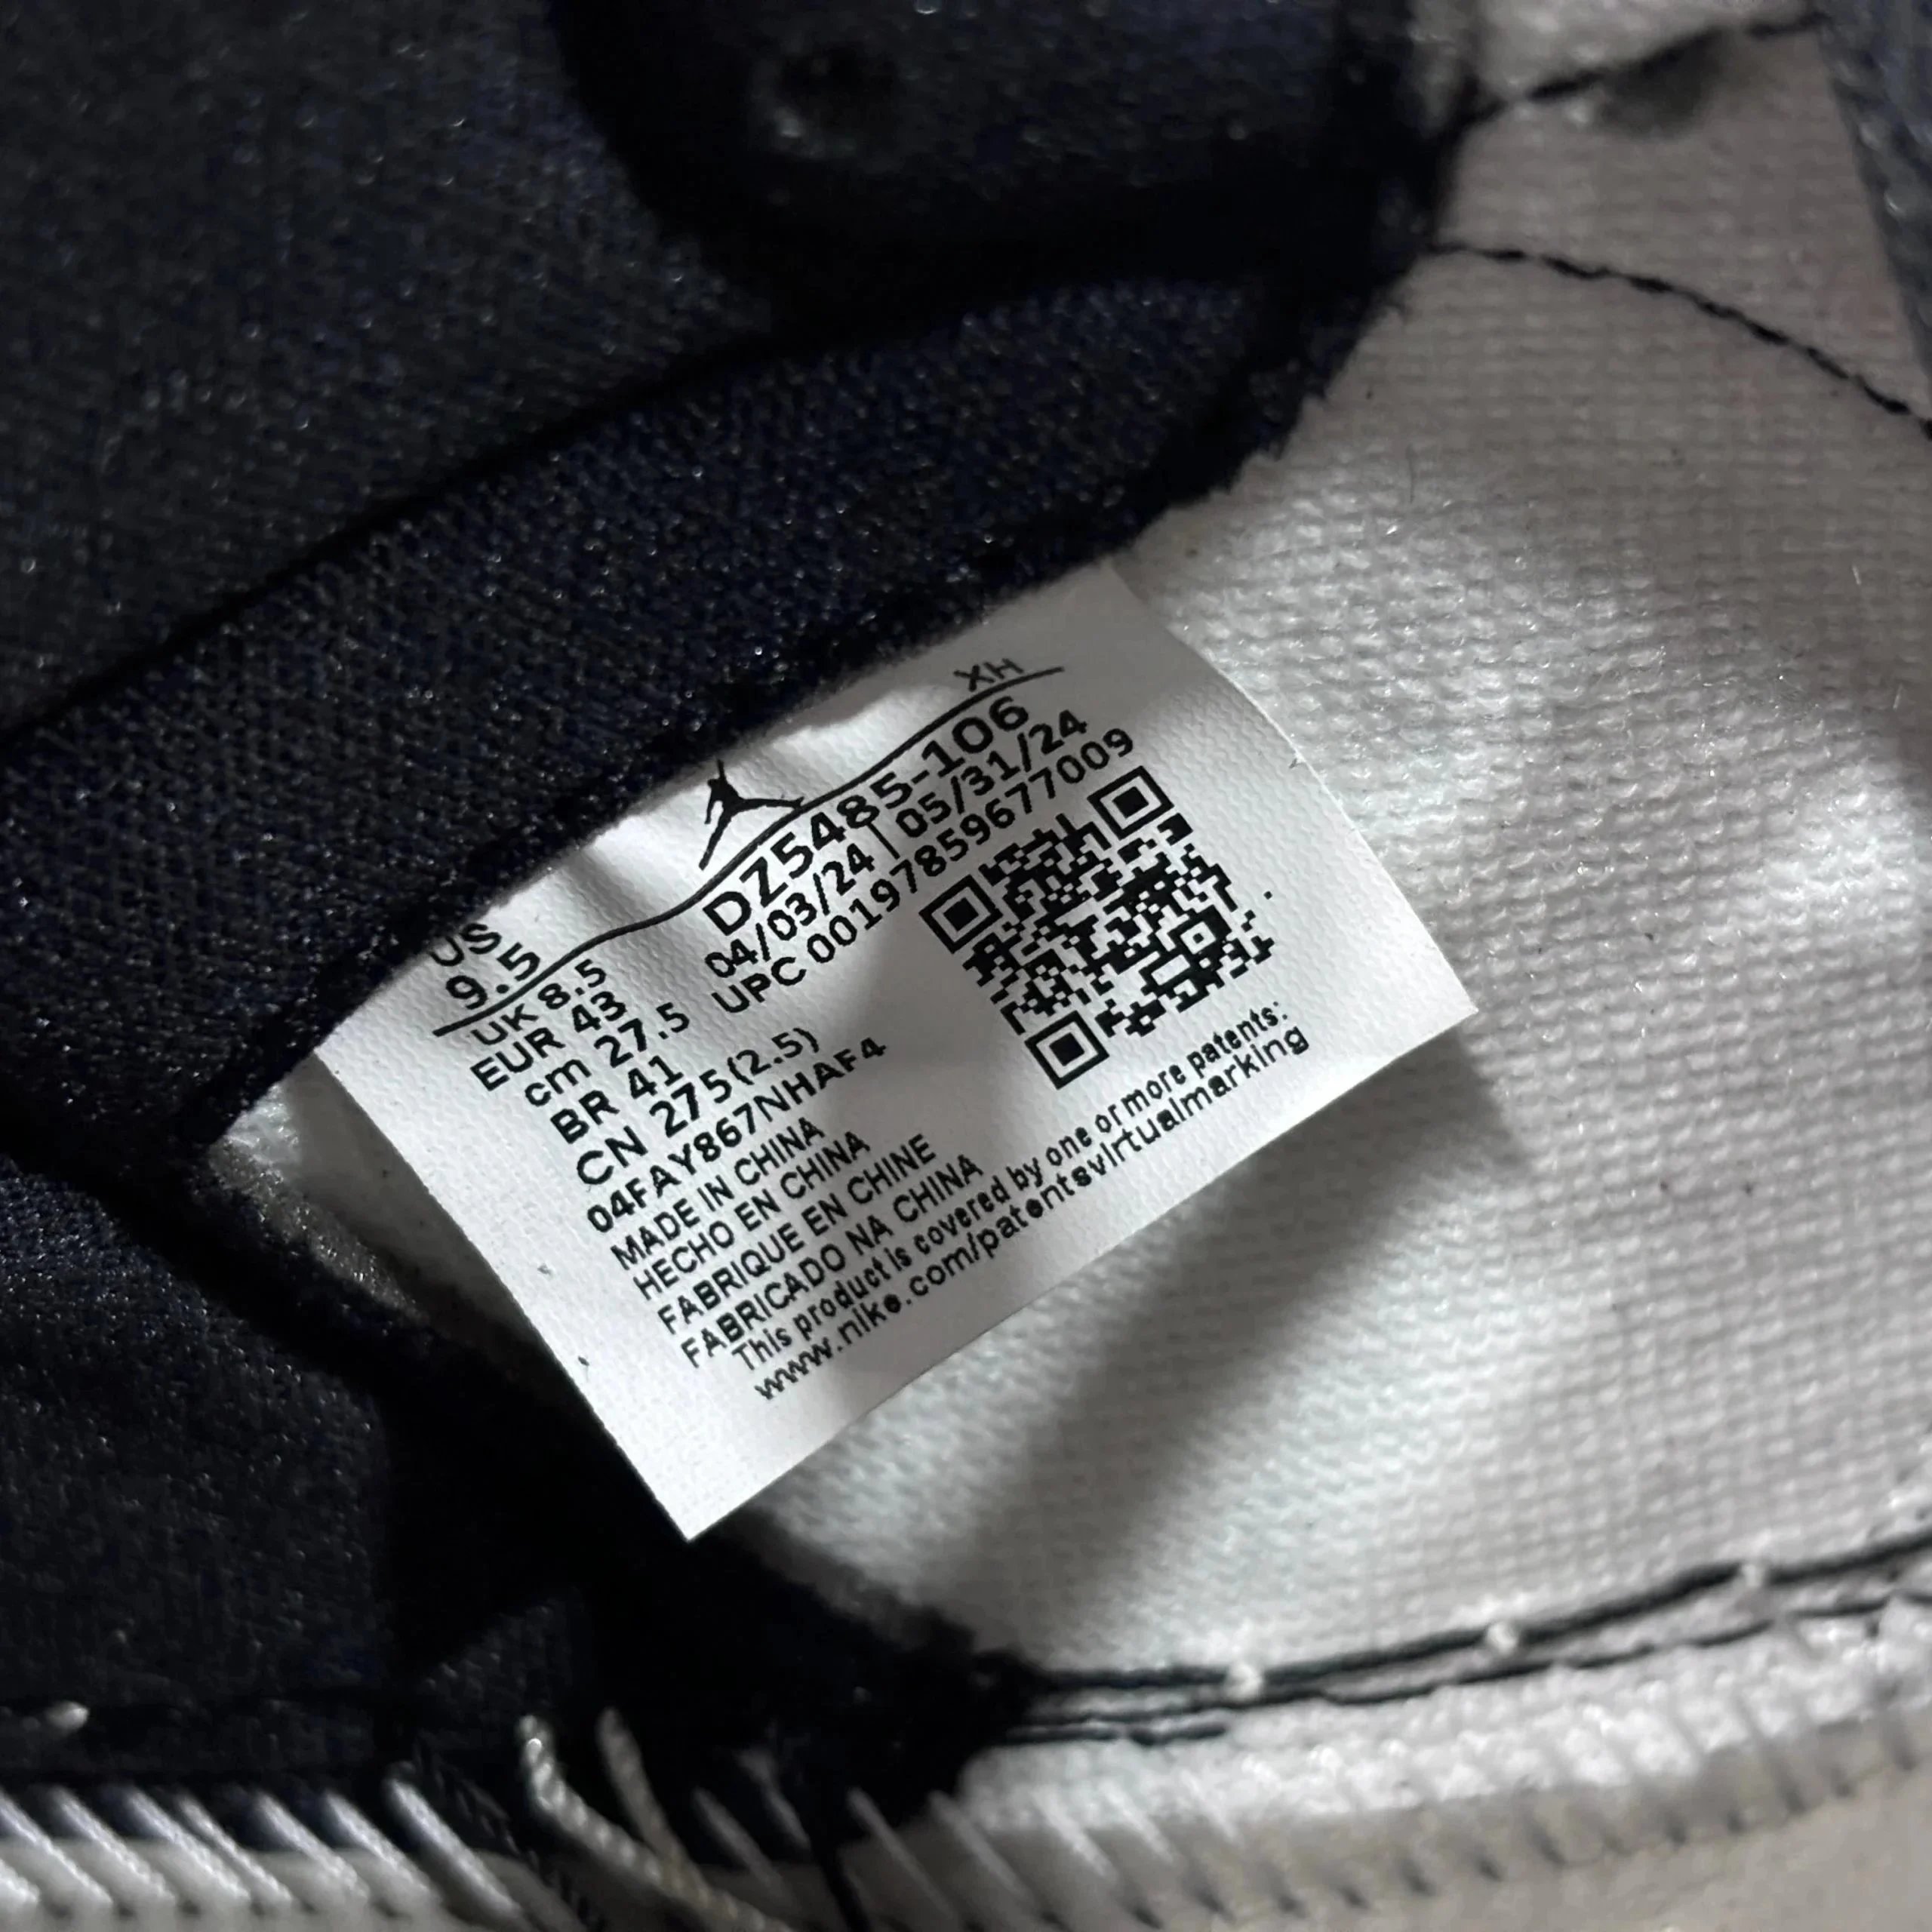 XH
US
9.5
UK 8.5
EUR 43
cm 27.5
BR 41
CN 275(2.5)
DZ5485-106
04/03/24 | 05/31/24
UPC 00197859677009
04FAY867NHAF4
MADE IN CHINA
HECHO EN CHINA
FABRIQUE EN CHINE
FABRICADO NA CHINA
This product is covered by one or more patents:
www.nike.com/patentsvirtualmarking